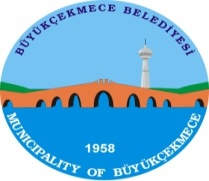 BÜYÜKÇEKMECE BELEDİYESİ
1958
MUNICIPALITY OF BÜYÜKÇEKMECE